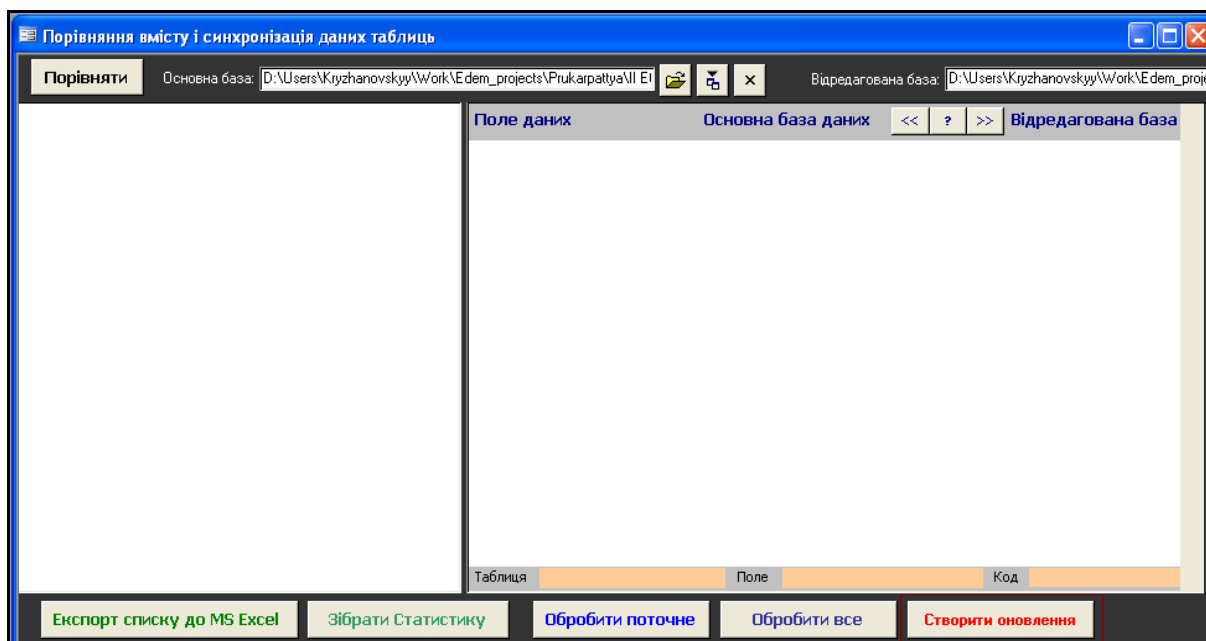 Порівняння вмісту і синхронізація даних таблиць
Порівняти Основна база: D:\Users\Kryzhanovskyy\Work\Edem_projects\Prukarpattya\II Відредагована база: D:\Users\Kryzhanovskyy\Work\Edem_proje
Поле даних Основна база даних << ? >> Відредагована база
Таблиця Поле Код
Експорт списку до MS Excel Зібрати Статистику Обробити поточне Обробити все Створити оновлення